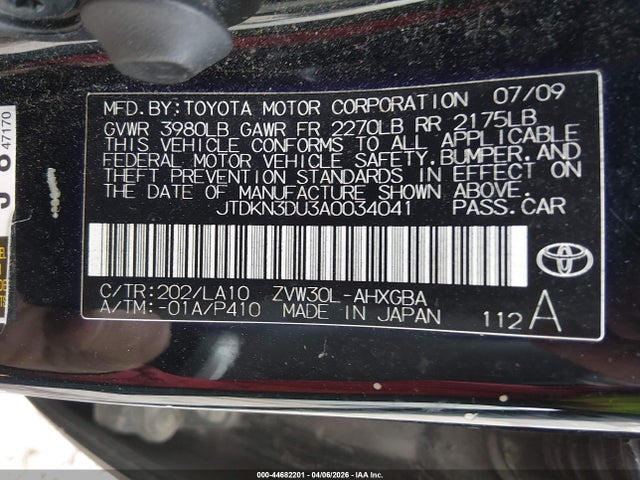 MFD. BY: TOYOTA MOTOR CORPORATION 07/09
GVWR 3980LB GAWR FR 2270LB RR 2175LB
THIS VEHICLE CONFORMS TO ALL APPLICABLE
FEDERAL MOTOR VEHICLE SAFETY, BUMPER, AND
THEFT PREVENTION STANDARDS IN EFFECT ON
THE DATE OF MANUFACTURE SHOWN ABOVE.
JTDKN3DU3A0034041 PASS. CAR
C/TR: 202/LA10 ZVW30L-AHXGBA
A/TM: -01A/P410 MADE IN JAPAN 112 A
TOYOTA
47170
000-44682201 - 04/06/2026 - IAA Inc.